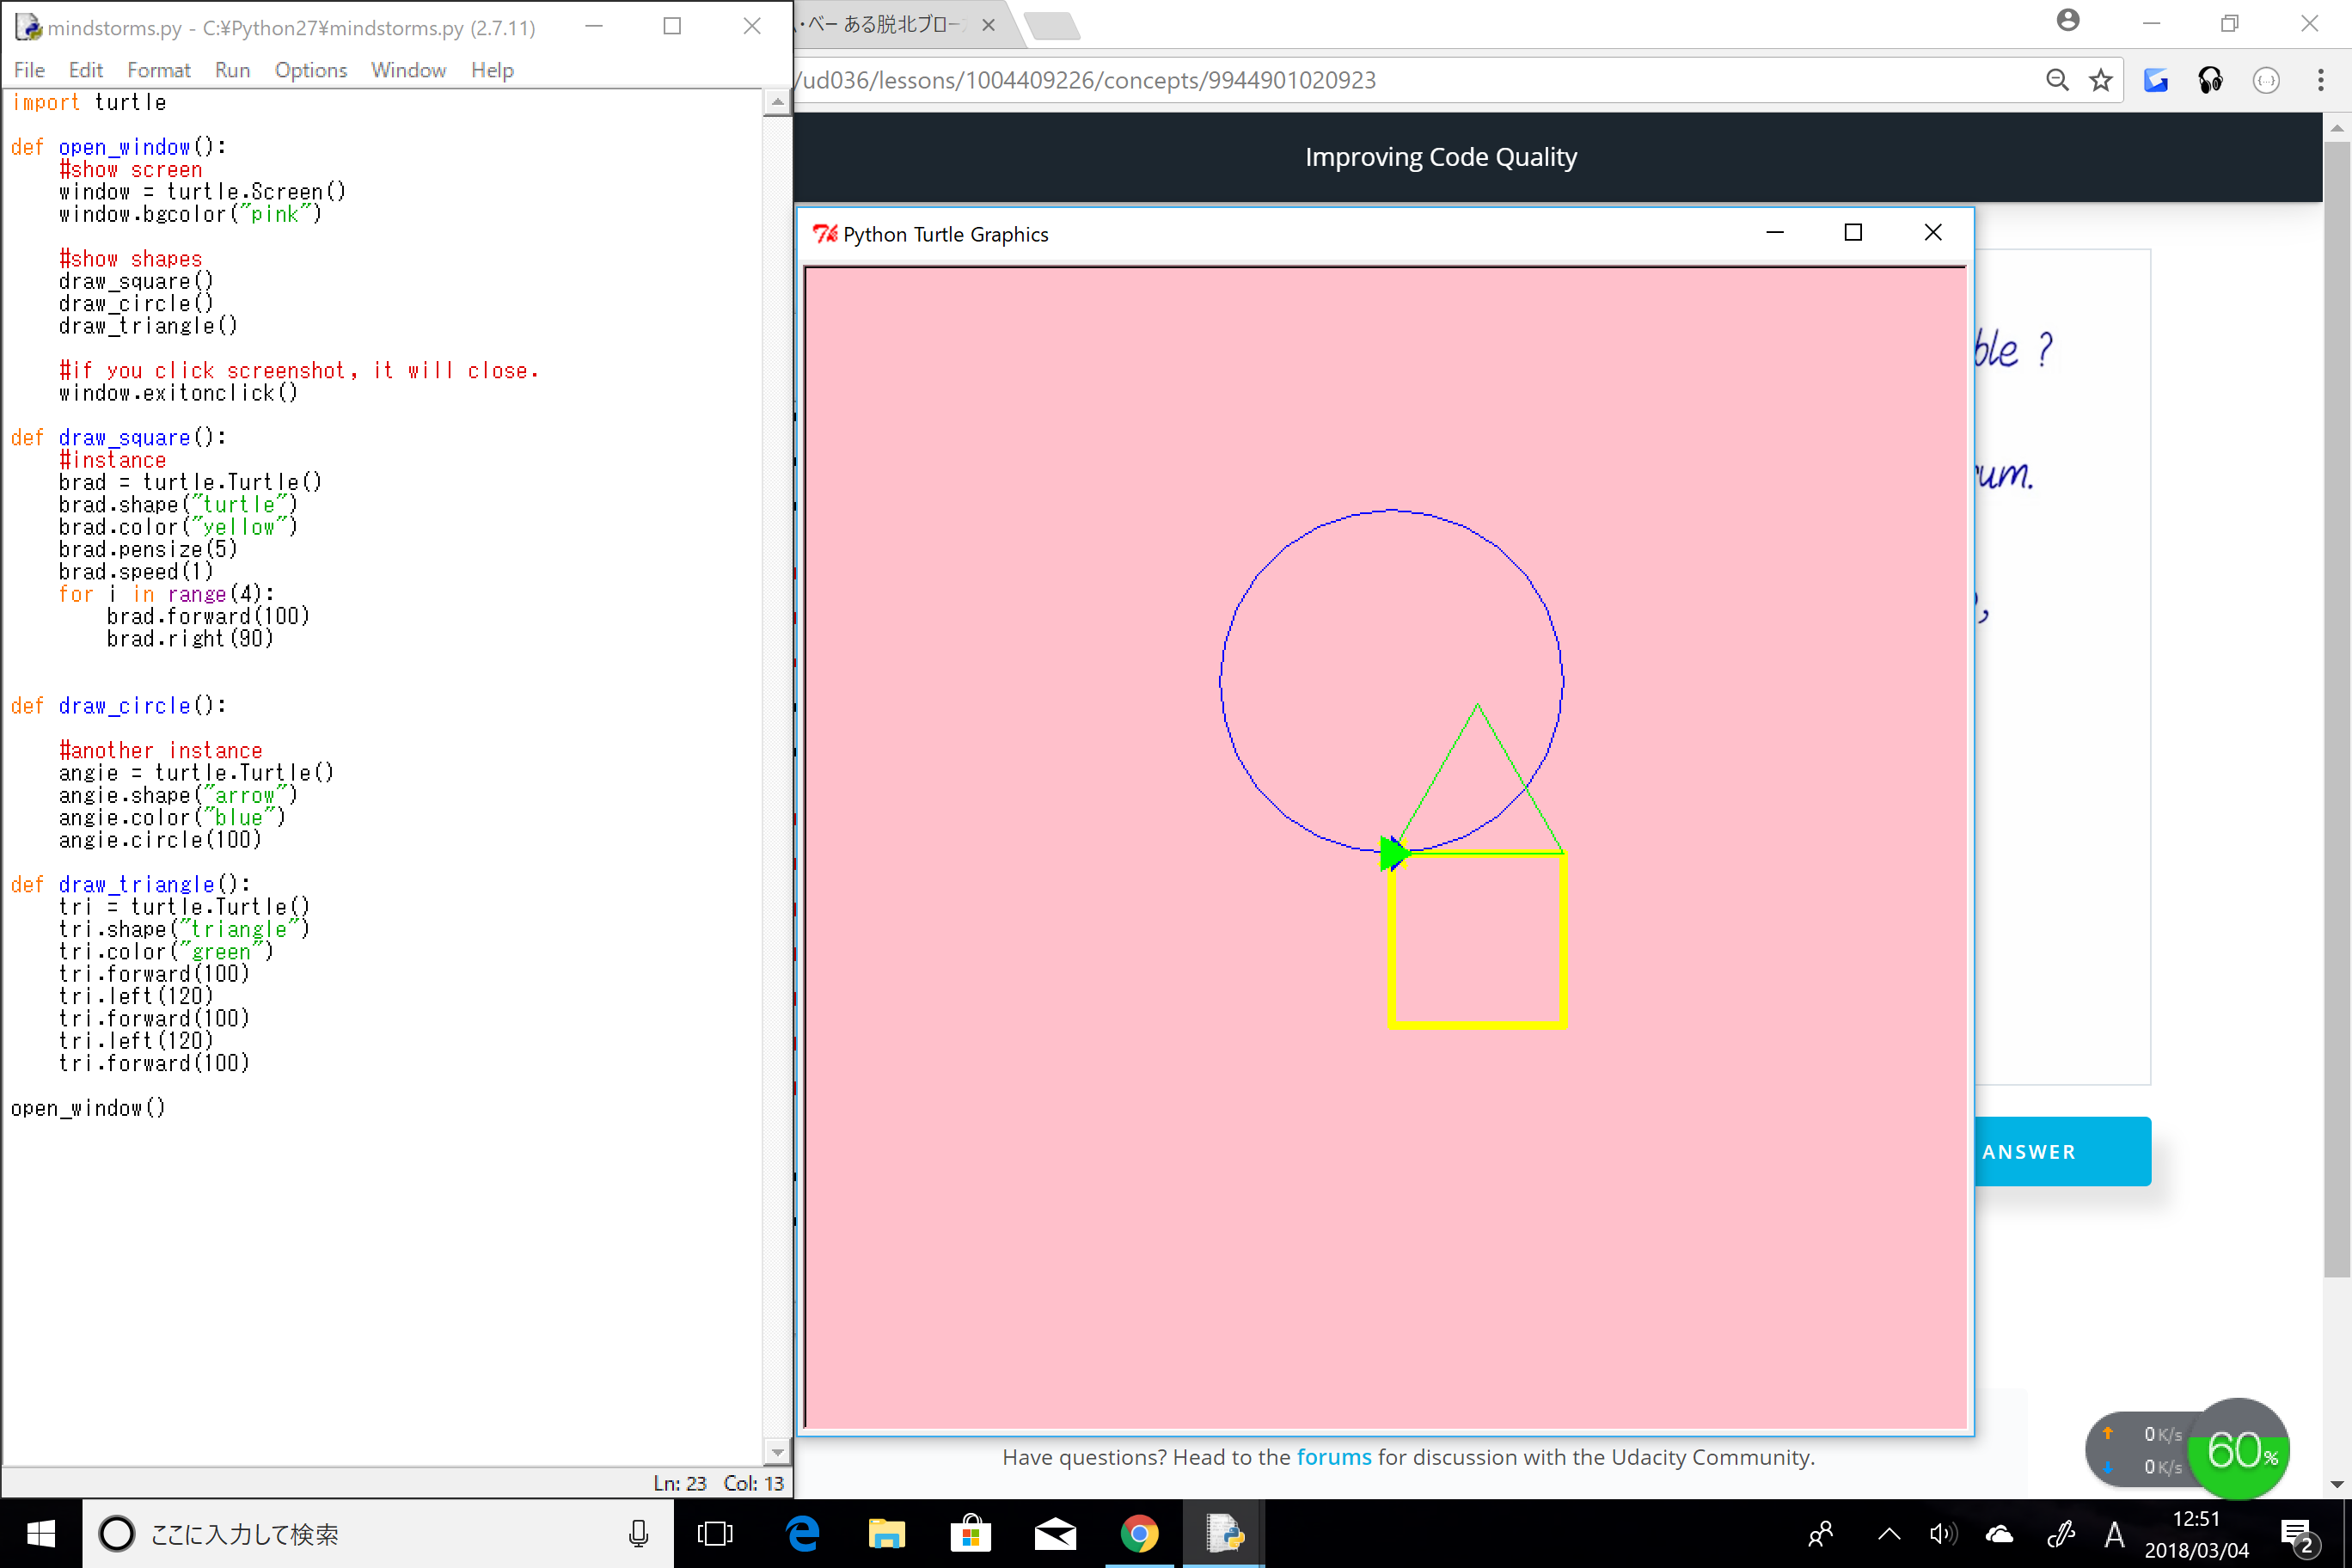 mindstorms.py - C:¥Python27¥mindstorms.py (2.7.11)
File Edit Format Run Options Window Help
import turtle
def open_window():
#show screen
window = turtle.Screen()
window.bgcolor("pink")
#show shapes
draw_square()
draw_circle()
draw_triangle()
#if you click screenshot, it will close.
window.exitonclick()
def draw_square():
#instance
brad = turtle.Turtle()
brad.shape("turtle")
brad.color("yellow")
brad.pensize(5)
brad.speed(1)
for i in range(4):
brad.forward(100)
brad.right(90)
def draw_circle():
#another instance
angie = turtle.Turtle()
angie.shape("arrow")
angie.color("blue")
angie.circle(100)
def draw_triangle():
tri = turtle.Turtle()
tri.shape("triangle")
tri.color("green")
tri.forward(100)
tri.left(120)
tri.forward(100)
tri.left(120)
tri.forward(100)
open_window()
Ln: 23 Col: 13
・ベー ある脱北ブロー
/ud036/lessons/1004409226/concepts/9944901020923
Improving Code Quality
Python Turtle Graphics
ble ?
rum.
ANSWER
Have questions? Head to the forums for discussion with the Udacity Community.
0 K/s
0 K/s
60%
ここに入力して検索
A
12:51
2018/03/04
2